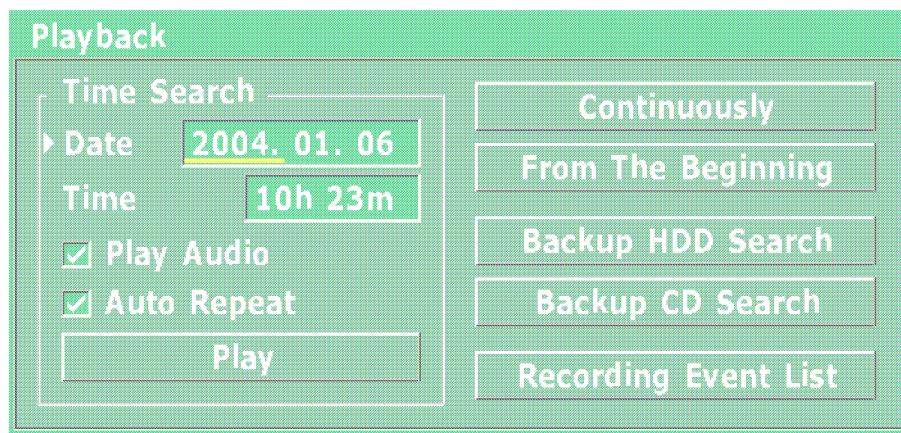 Playback
Time Search
Date 2004. 01. 06
Time 10h 23m
Play Audio
Auto Repeat
Play
Continuously
From The Beginning
Backup HDD Search
Backup CD Search
Recording Event List